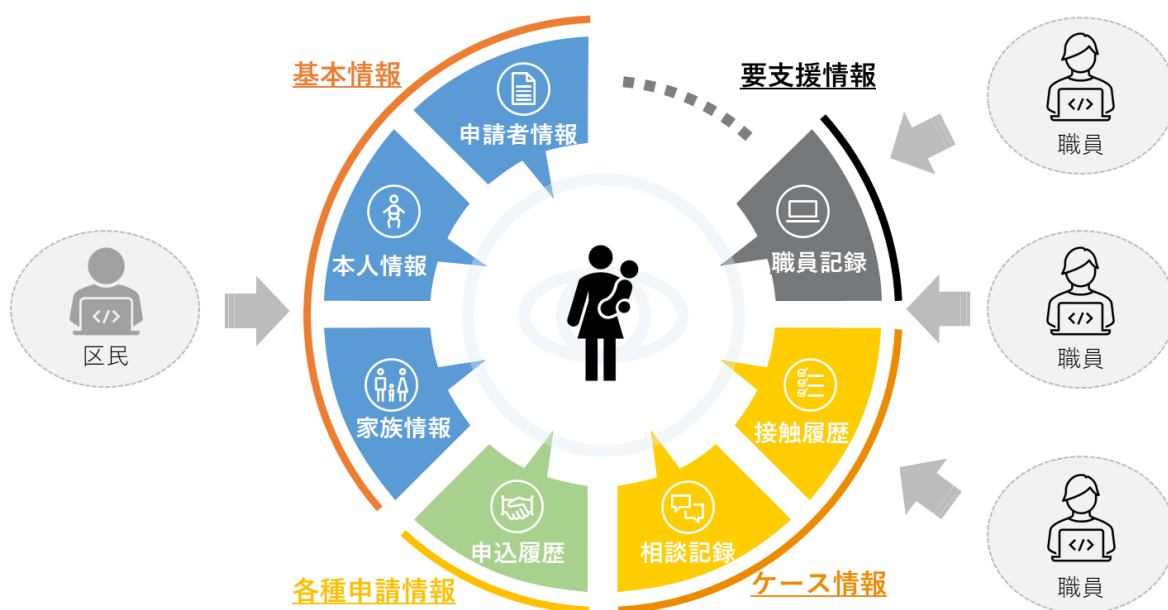 基本情報
申請者情報
要支援情報
職員
本人情報
職員記録
区民
職員
家族情報
接触履歴
申込履歴
相談記録
各種申請情報
ケース情報
職員